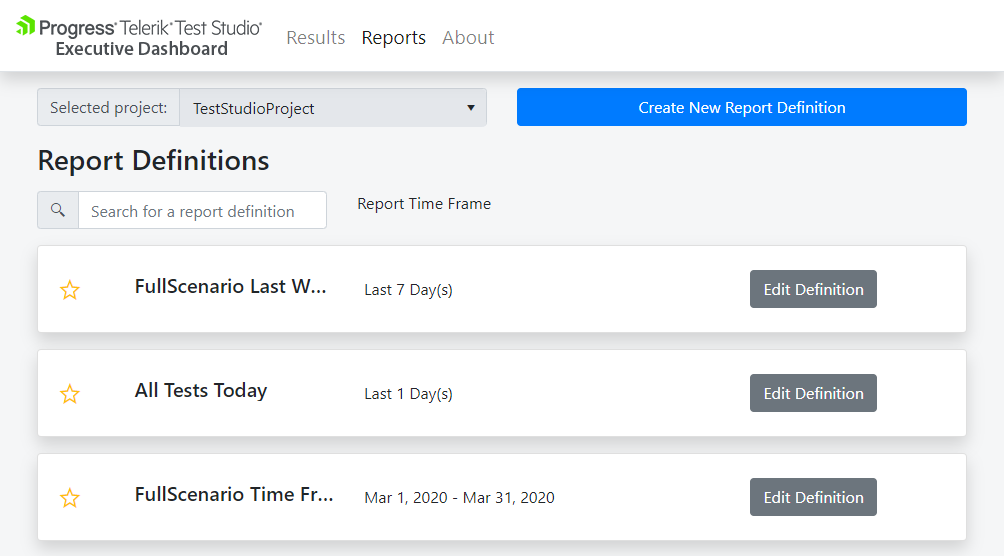 Progress® Telerik® Test Studio®
Executive Dashboard
Results Reports About
Selected project: TestStudioProject
Create New Report Definition
Report Definitions
Search for a report definition
Report Time Frame
FullScenario Last W... Last 7 Day(s) Edit Definition
All Tests Today Last 1 Day(s) Edit Definition
FullScenario Time Fr... Mar 1, 2020 - Mar 31, 2020 Edit Definition